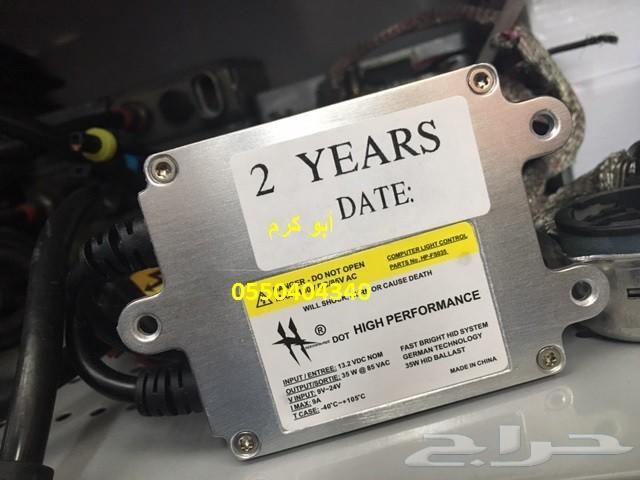 2 YEARS
DATE:
أبو كرم
DANGER - DO NOT OPEN
COMPUTER LIGHT CONTROL
PARTS No. HP-FS035
0550404340
WILL SHOCK OR CAUSE DEATH
® DOT HIGH PERFORMANCE
INPUT / ENTREE: 13.2 VDC NOM
OUTPUT/SORTIE: 35 W @ 85 VAC
V INPUT: 9V~24V
I MAX: 9A
T CASE: -40°C~+105°C
FAST BRIGHT HID SYSTEM
GERMAN TECHNOLOGY
35W HID BALLAST
MADE IN CHINA
حراج